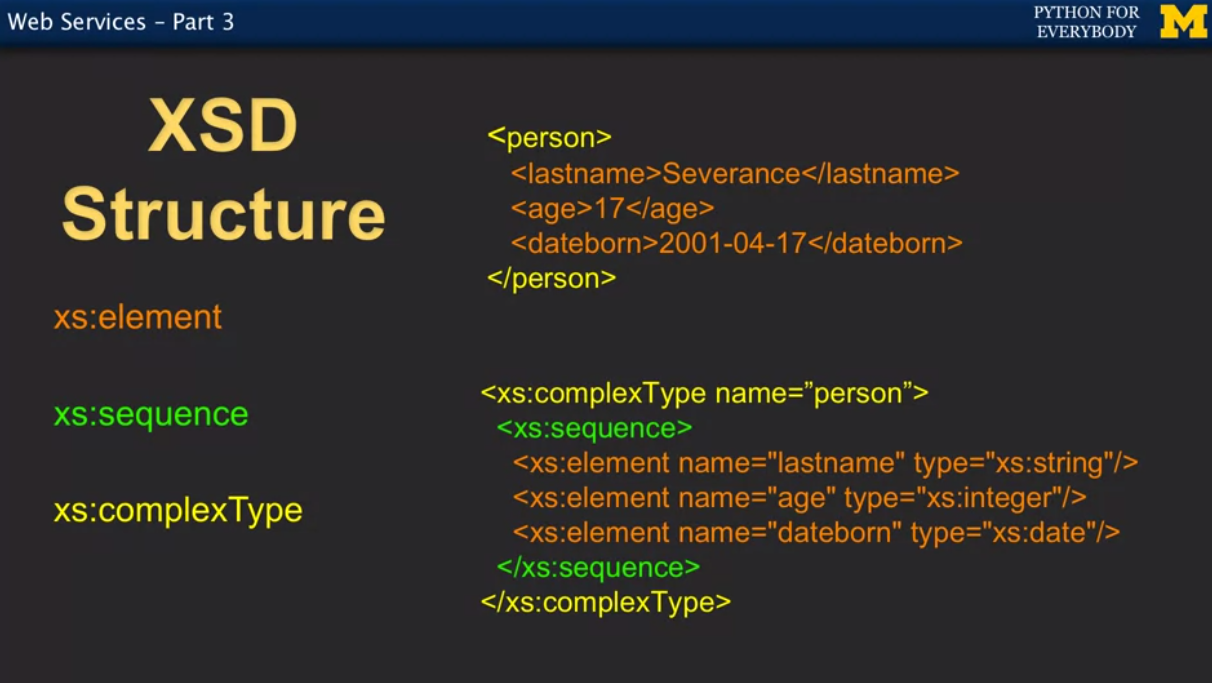 Web Services – Part 3
PYTHON FOR
EVERYBODY
M
XSD
Structure
xs:element
xs:sequence
xs:complexType
<person>
<lastname>Severance</lastname>
<age>17</age>
<dateborn>2001-04-17</dateborn>
</person>
<xs:complexType name=”person”>
<xs:sequence>
<xs:element name="lastname" type="xs:string"/>
<xs:element name="age" type="xs:integer"/>
<xs:element name="dateborn" type="xs:date"/>
</xs:sequence>
</xs:complexType>